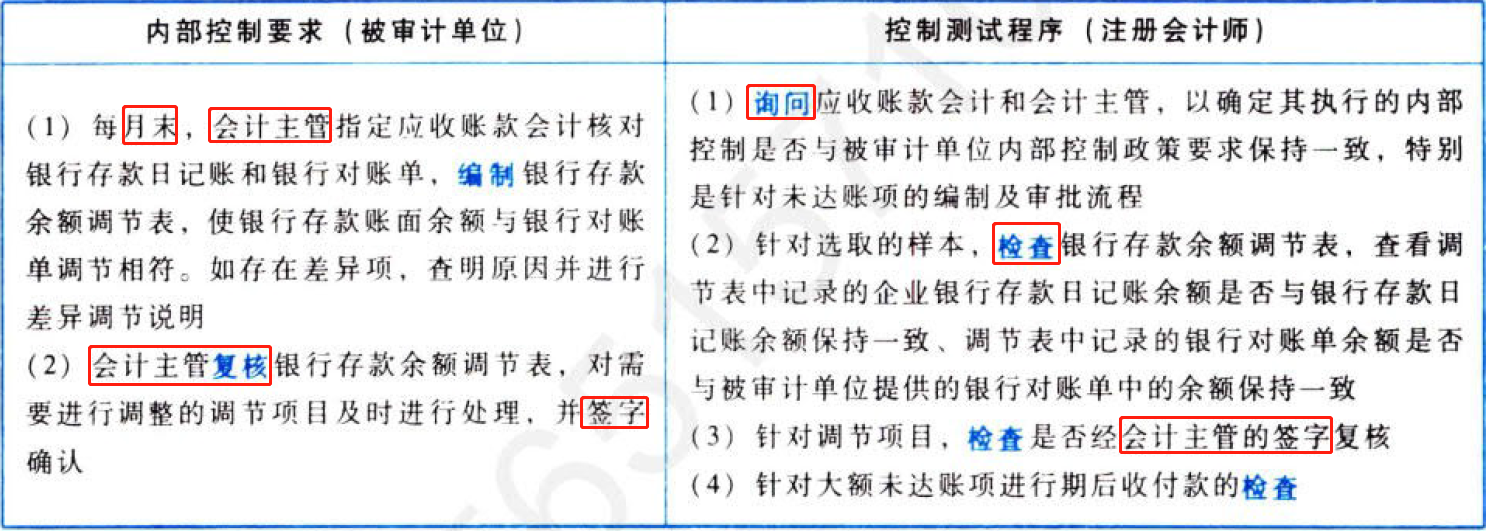 内部控制要求（被审计单位）
控制测试程序（注册会计师）
（1）每月末，会计主管指定应收账款会计核对
银行存款日记账和银行对账单，编制银行存款
余额调节表，使银行存款账面余额与银行对账
单调节相符。如存在差异项，查明原因并进行
差异调节说明
（2）会计主管复核银行存款余额调节表，对需
要进行调整的调节项目及时进行处理，并签字
确认
（1）询问应收账款会计和会计主管，以确定其执行的内部
控制是否与被审计单位内部控制政策要求保持一致，特别
是针对未达账项的编制及审批流程
（2）针对选取的样本，检查银行存款余额调节表，查看调
节表中记录的企业银行存款日记账余额是否与银行存款日
记账余额保持一致、调节表中记录的银行对账单余额是否
与被审计单位提供的银行对账单中的余额保持一致
（3）针对调节项目，检查是否经会计主管的签字复核
（4）针对大额未达账项进行期后收付款的检查